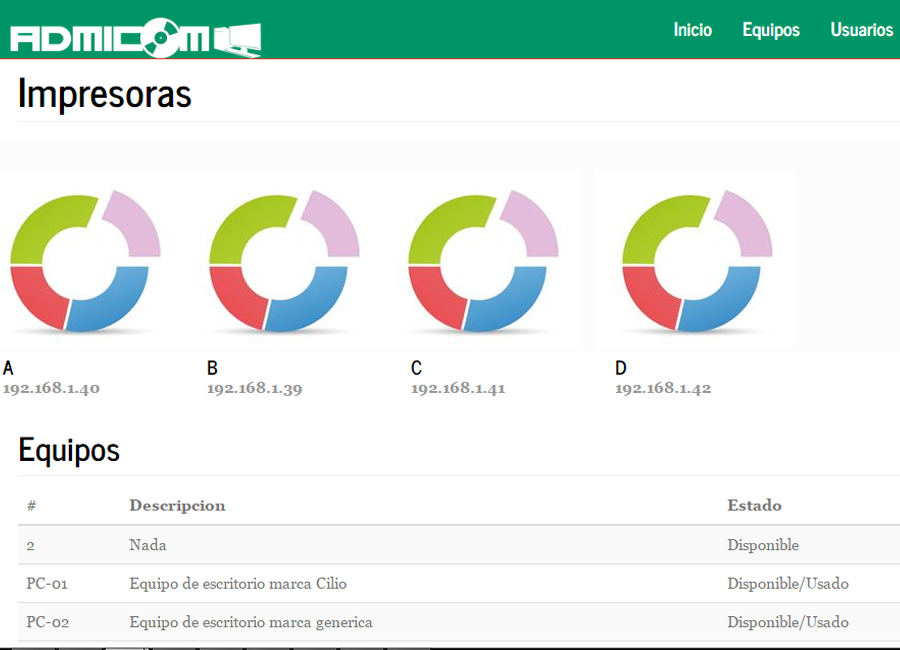 ADMICOM
Inicio Equipos Usuarios
Impresoras
A B C D
192.168.1.40 192.168.1.39 192.168.1.41 192.168.1.42
Equipos
# Descripcion Estado
2 Nada Disponible
PC-01 Equipo de escritorio marca Cilio Disponible/Usado
PC-02 Equipo de escritorio marca generica Disponible/Usado